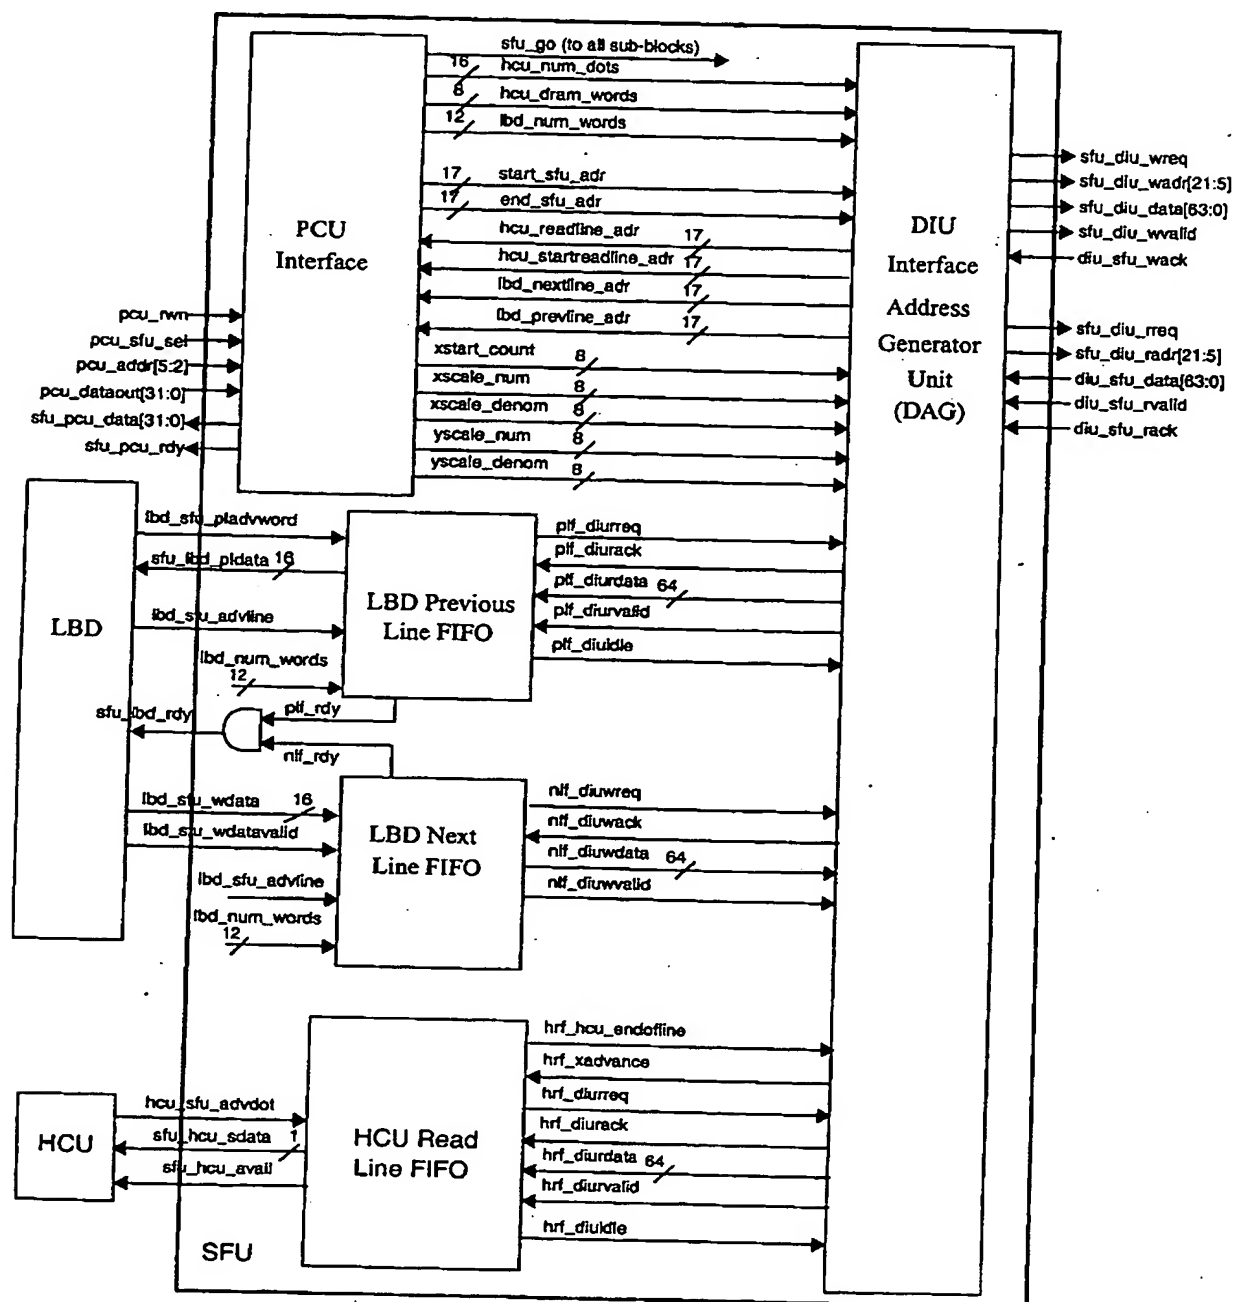 sfu_go (to all sub-blocks)
16 hcu_num_dots
8 hcu_dram_words
12 lbd_num_words
17 start_sfu_adr
17 end_sfu_adr
hcu_readline_adr 17
hcu_startreadline_adr 17
lbd_nextline_adr 17
lbd_prevline_adr 17
xstart_count 8
xscale_num 8
xscale_denom 8
yscale_num 8
yscale_denom 8
PCU
Interface
DIU
Interface
Address
Generator
Unit
(DAG)
sfu_diu_wreq
sfu_diu_wadr[21:5]
sfu_diu_data[63:0]
sfu_diu_wvalid
diu_sfu_wack
sfu_diu_rreq
sfu_diu_radr[21:5]
diu_sfu_data[63:0]
diu_sfu_rvalid
diu_sfu_rack
pcu_rwn
pcu_sfu_sel
pcu_addr[5:2]
pcu_dataout[31:0]
sfu_pcu_data[31:0]
sfu_pcu_rdy
LBD
lbd_sfu_pladvword
sfu_lbd_pldata 16
lbd_sfu_advline
lbd_num_words
12
LBD Previous
Line FIFO
plf_diurreq
plf_diurack
plf_diurdata 64
plf_diurvalid
plf_diuidle
sfu_lbd_rdy
plf_rdy
nlf_rdy
lbd_sfu_wdata 16
lbd_sfu_wdatavalid
lbd_sfu_advline
lbd_num_words
12
LBD Next
Line FIFO
nlf_diuwreq
nlf_diuwack
nlf_diuwdata 64
nlf_diuwvalid
HCU
hcu_sfu_advdot
sfu_hcu_sdata 1
sfu_hcu_avail
HCU Read
Line FIFO
hrf_hcu_endofline
hrf_xadvance
hrf_diurreq
hrf_diurack
hrf_diurdata 64
hrf_diurvalid
hrf_diuidle
SFU